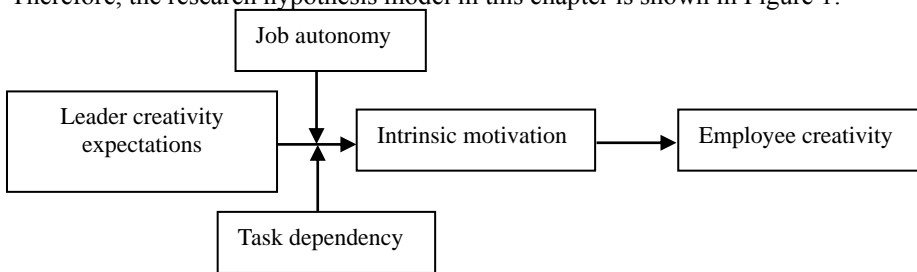 Therefore, the research hypothesis model in this chapter is shown in Figure 1.
Job autonomy
Leader creativity
expectations
Intrinsic motivation
Employee creativity
Task dependency